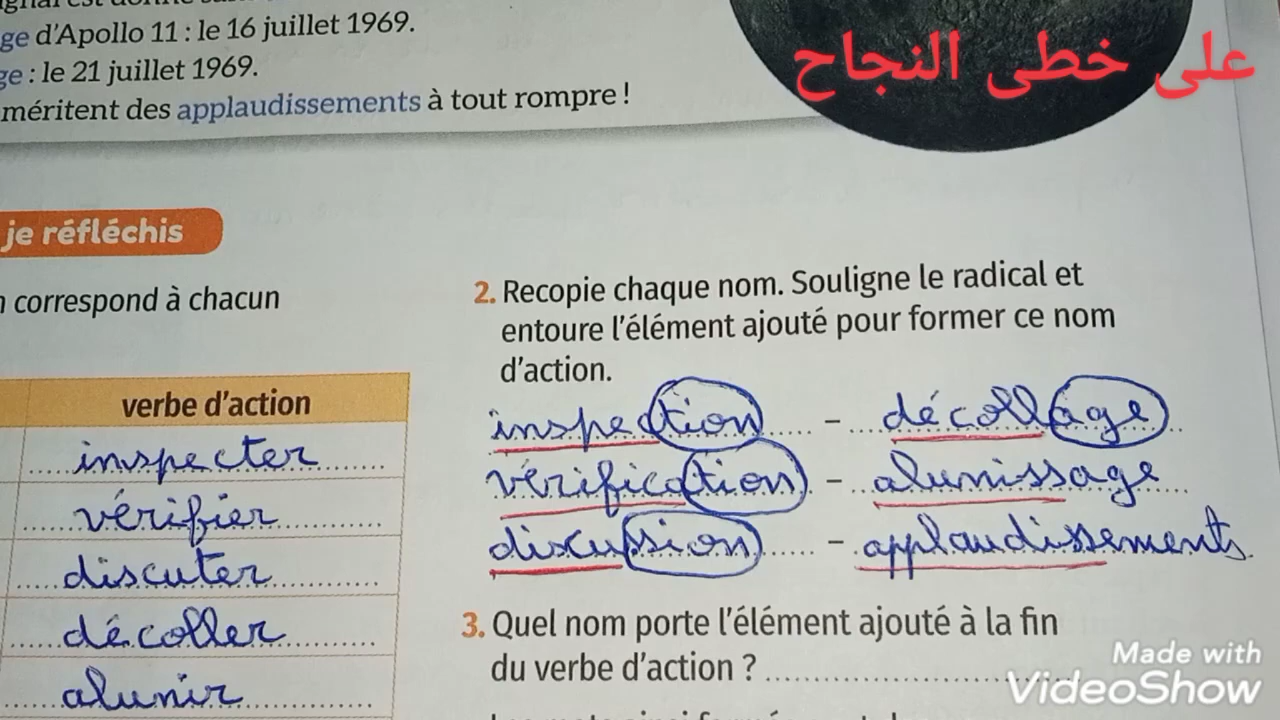 est donné
ge d'Apollo 11 : le 16 juillet 1969.
ge : le 21 juillet 1969.
méritent des applaudissements à tout rompre !
على خطى النجاح
je réfléchis
correspond à chacun
verbe d'action
inspecter
vérifier
discuter
décoller
alunir
2. Recopie chaque nom. Souligne le radical et
entoure l'élément ajouté pour former ce nom
d'action.
inspection – décollage
vérification – alunissage
discussion – applaudissements
3. Quel nom porte l'élément ajouté à la fin
du verbe d'action ?
Made with
VideoShow